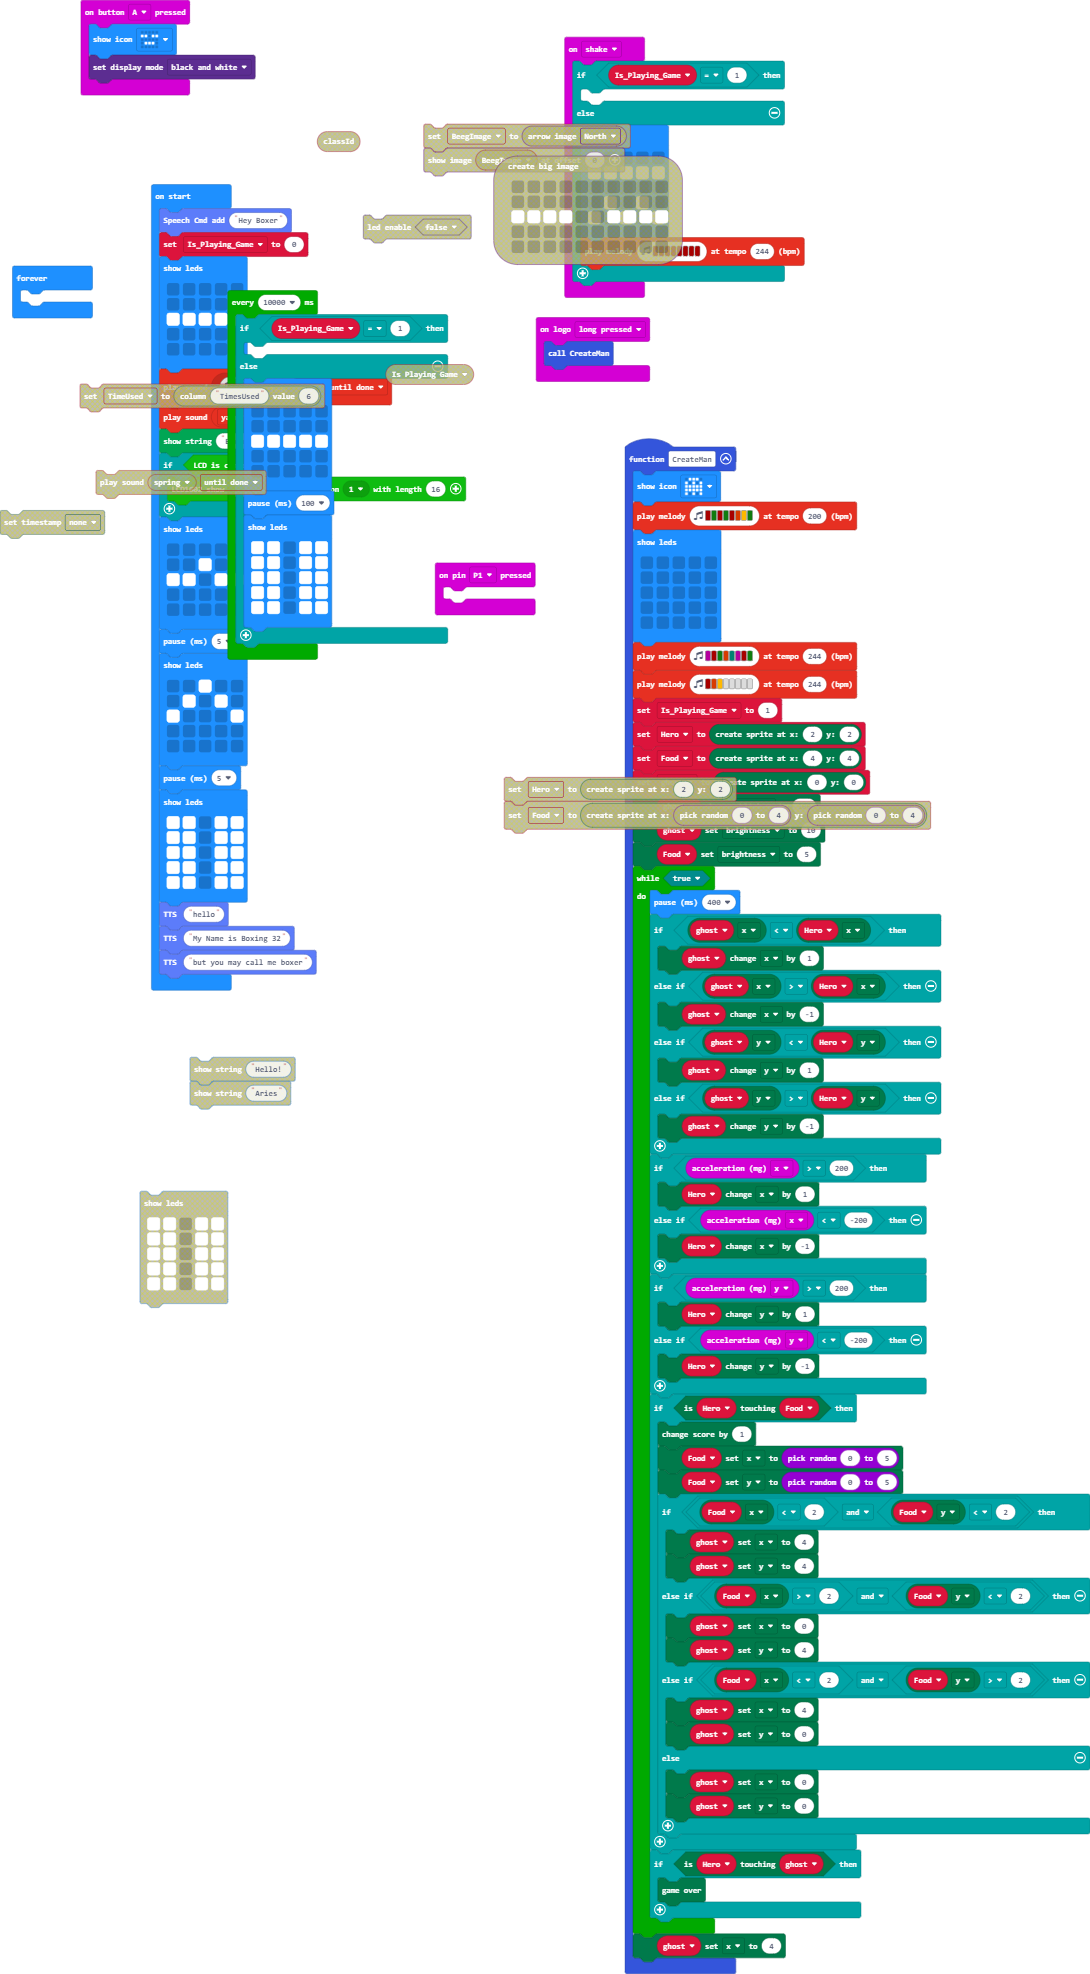 on button A pressed
show icon
set display mode black and white
on shake
if Is_Playing_Game = 1 then
else
set BeegImage to arrow image North
show image
create big image
at tempo 244 (bpm)
classId
led enable false
on start
Speech Cmd add "Hey Boxer"
set Is_Playing_Game to 0
show leds
forever
every 10000 ms
if Is_Playing_Game = 1 then
else
Is Playing Game
until done
set TimeUsed to column "TimesUsed" value 6
play sound
show string
if LCD is
play sound spring until done
1 with length 16
set timestamp none
show leds
pause (ms) 100
show leds
pause (ms) 5
show leds
pause (ms) 5
show leds
TTS "hello"
TTS "My Name is Boxing 32"
TTS "but you may call me boxer"
on logo long pressed
call CreateMan
on pin P1 pressed
show string "Hello!"
show string "Aries"
show leds
function CreateMan
show icon
play melody at tempo 200 (bpm)
show leds
play melody at tempo 244 (bpm)
play melody at tempo 244 (bpm)
set Is_Playing_Game to 1
set Hero to create sprite at x: 2 y: 2
set Food to create sprite at x: 4 y: 4
sprite at x: 0 y: 0
set Hero to create sprite at x: 2 y: 2
set Food to create sprite at x: pick random 0 to 4 y: pick random 0 to 4
ghost set brightness to 10
Food set brightness to 5
while true
do
pause (ms) 400
if ghost x < Hero x then
ghost change x by 1
else if ghost x > Hero x then
ghost change x by -1
else if ghost y < Hero y then
ghost change y by 1
else if ghost y > Hero y then
ghost change y by -1
if acceleration (mg) x > 200 then
Hero change x by 1
else if acceleration (mg) x < -200 then
Hero change x by -1
if acceleration (mg) y > 200 then
Hero change y by 1
else if acceleration (mg) y < -200 then
Hero change y by -1
if is Hero touching Food then
change score by 1
Food set x to pick random 0 to 5
Food set y to pick random 0 to 5
if Food x < 2 and Food y < 2 then
ghost set x to 4
ghost set y to 4
else if Food x > 2 and Food y < 2 then
ghost set x to 0
ghost set y to 4
else if Food x < 2 and Food y > 2 then
ghost set x to 4
ghost set y to 0
else
ghost set x to 0
ghost set y to 0
if is Hero touching ghost then
game over
ghost set x to 4